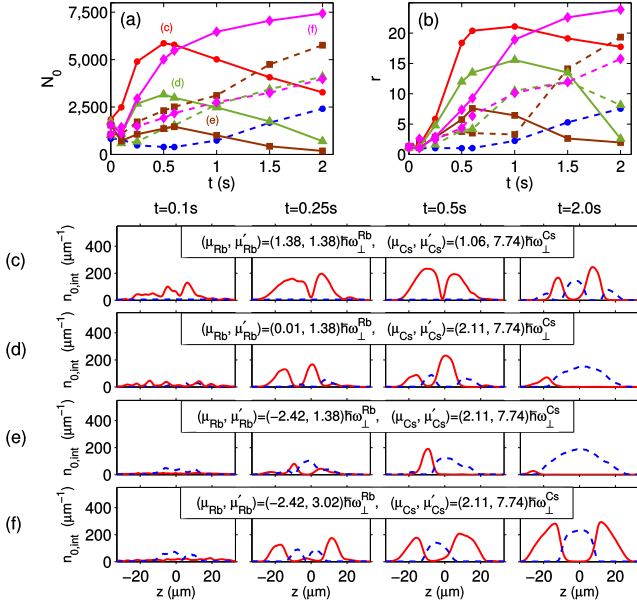 (a)
(b)
N₀
7,500
5,000
2,500
0
(c)
(f)
(d)
(e)
0 0.5 1.0 1.5 2.0
t (s)
r
25
20
15
10
5
0
0 0.5 1.0 1.5 2.0
t (s)
t=0.1s t=0.25s t=0.5s t=2.0s
(c)
n0,int (μm⁻¹)
400
200
0
(μRb, μ′Rb)=(1.38, 1.38)ħω⊥Rb, (μCs, μ′Cs)=(1.06, 7.74)ħω⊥Cs
(d)
n0,int (μm⁻¹)
400
200
0
(μRb, μ′Rb)=(0.01, 1.38)ħω⊥Rb, (μCs, μ′Cs)=(2.11, 7.74)ħω⊥Cs
(e)
n0,int (μm⁻¹)
400
200
0
(μRb, μ′Rb)=(−2.42, 1.38)ħω⊥Rb, (μCs, μ′Cs)=(2.11, 7.74)ħω⊥Cs
(f)
n0,int (μm⁻¹)
400
200
0
(μRb, μ′Rb)=(−2.42, 3.02)ħω⊥Rb, (μCs, μ′Cs)=(2.11, 7.74)ħω⊥Cs
−20 0 20 −20 0 20 −20 0 20 −20 0 20
z (μm) z (μm) z (μm) z (μm)